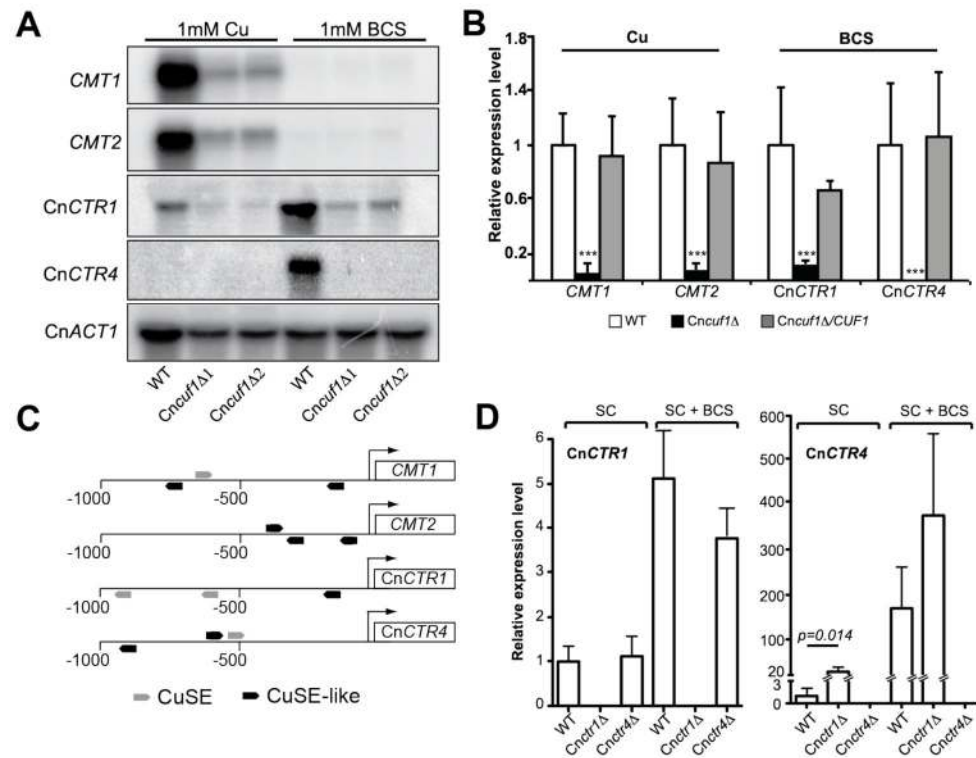 A
1mM Cu 1mM BCS
CMT1
CMT2
CnCTR1
CnCTR4
CnACT1
WT
Cncuf1Δ1
Cncuf1Δ2
WT
Cncuf1Δ1
Cncuf1Δ2
B
Relative expression level
1.8
1.4
1
0.6
0.2
Cu BCS
*** *** *** ***
CMT1 CMT2 CnCTR1 CnCTR4
WT Cncuf1Δ Cncuf1Δ/CUF1
C
CMT1
-1000 -500
CMT2
-1000 -500
CnCTR1
-1000 -500
CnCTR4
-1000 -500
CuSE CuSE-like
D
SC SC + BCS
CnCTR1
Relative expression level
6
5
4
3
2
1
0
WT
Cnctr1Δ
Cnctr4Δ
WT
Cnctr1Δ
Cnctr4Δ
SC SC + BCS
CnCTR4
600
500
400
300
200
100
20
3
0
p=0.014
WT
Cnctr1Δ
Cnctr4Δ
WT
Cnctr1Δ
Cnctr4Δ